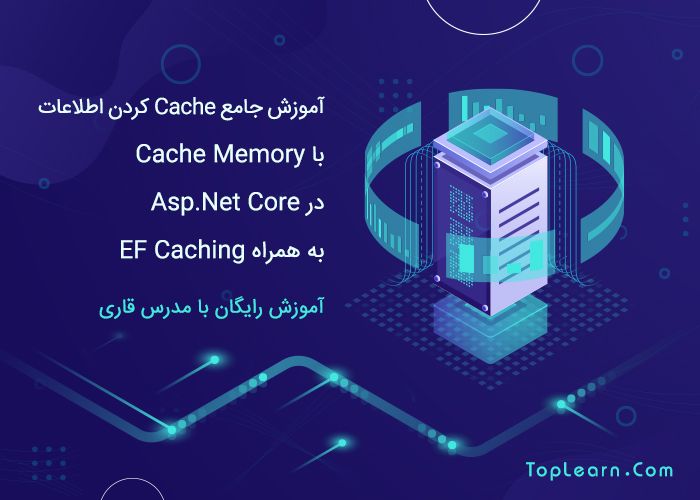 آموزش جامع Cache کردن اطلاعات
با Cache Memory
در Asp.Net Core
به همراه EF Caching
آموزش رایگان با مدرس قاری
TopLearn.Com